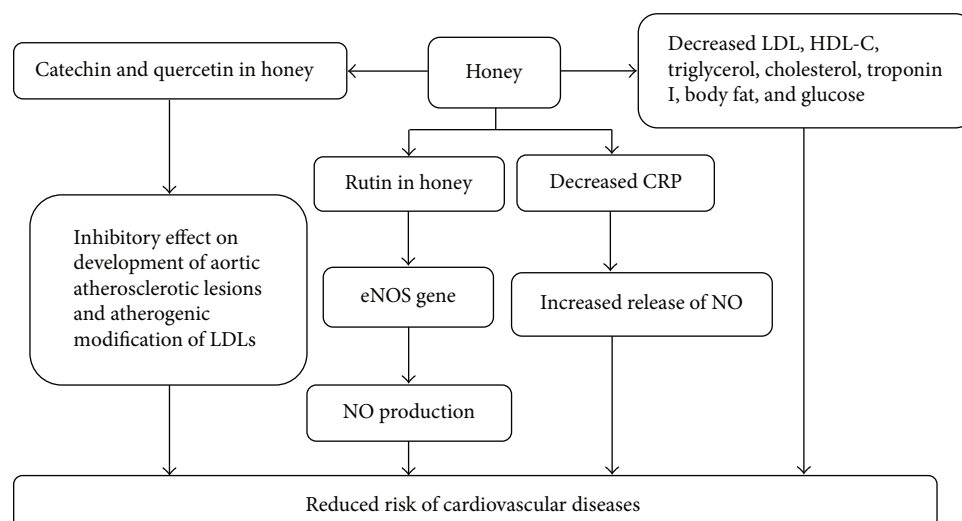 Catechin and quercetin in honey
Honey
Decreased LDL, HDL-C,
triglycerol, cholesterol, troponin
I, body fat, and glucose
Rutin in honey
Decreased CRP
Inhibitory effect on
development of aortic
atherosclerotic lesions
and atherogenic
modification of LDLs
eNOS gene
Increased release of NO
NO production
Reduced risk of cardiovascular diseases